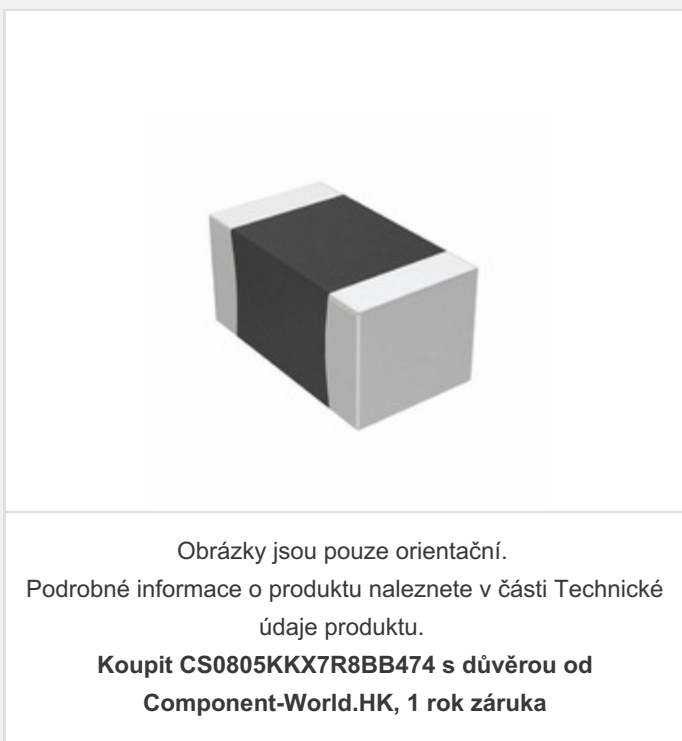 Obrázky jsou pouze orientační.
Podrobné informace o produktu naleznete v části Technické
údaje produktu.
Koupit CS0805KKX7R8BB474 s důvěrou od
Component-World.HK, 1 rok záruka